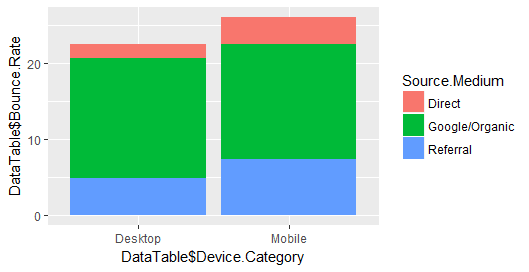 DataTable$Bounce.Rate
20
10
0
Desktop
Mobile
DataTable$Device.Category
Source.Medium
Direct
Google/Organic
Referral